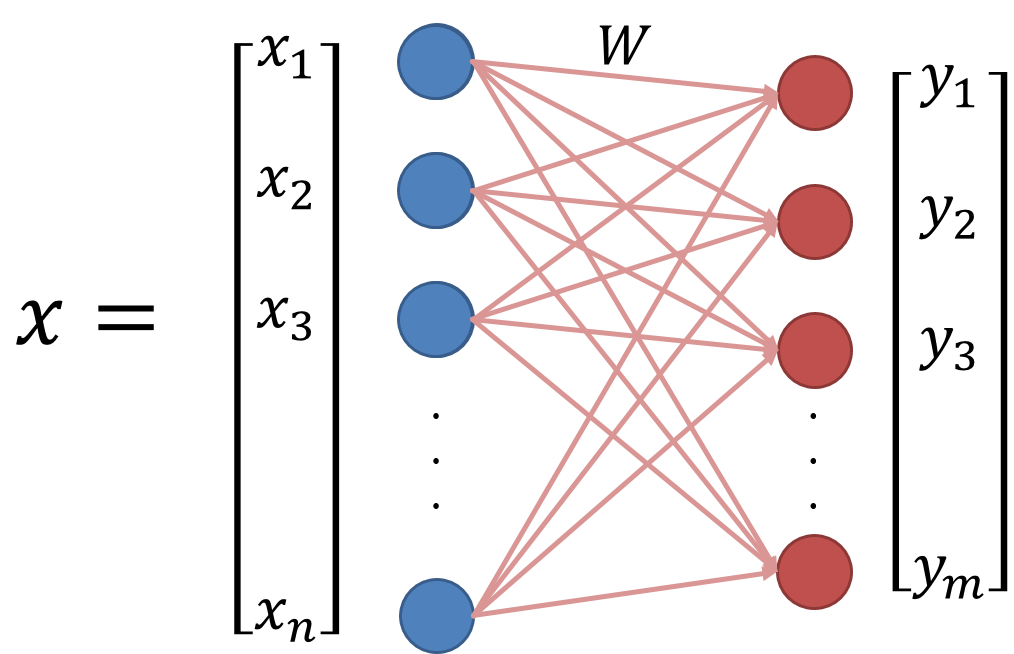 W
x =
x₁
x₂
x₃
.
.
.
xₙ
y₁
y₂
y₃
.
.
.
yₘ